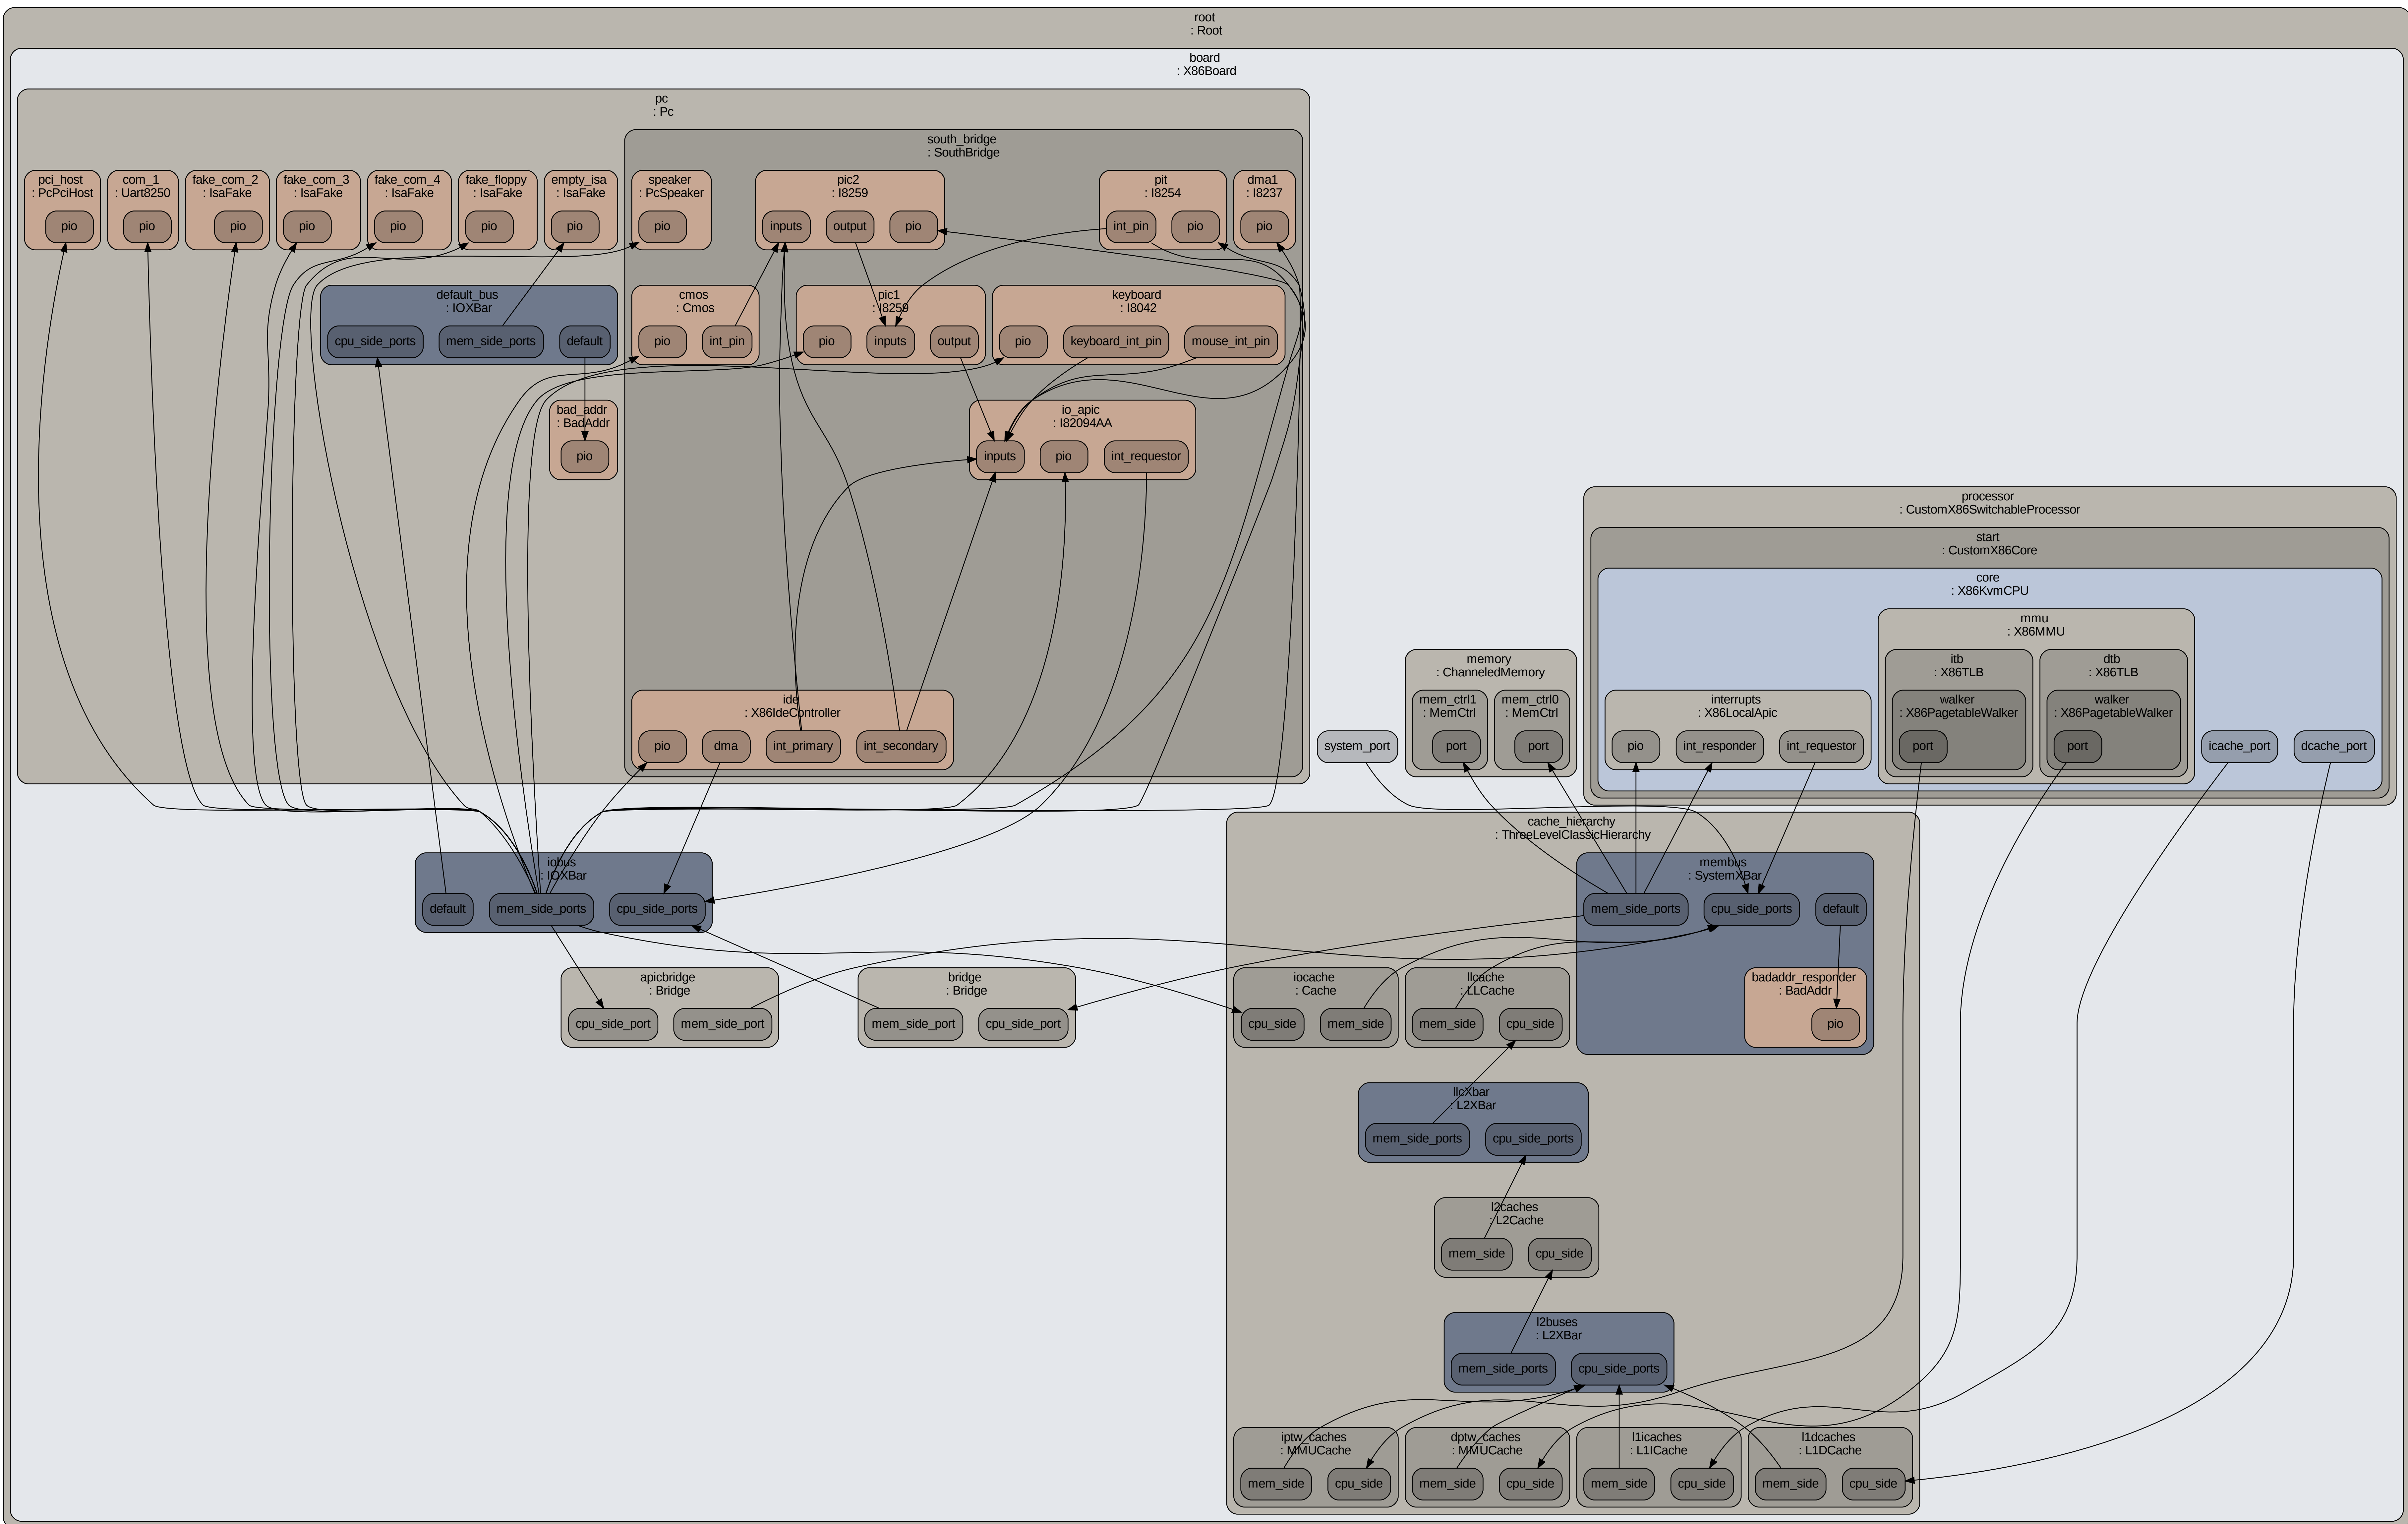 root
: Root
board
: X86Board
pc
: Pc
south_bridge
: SouthBridge
pci_host
: PcPciHost
pio
com_1
: Uart8250
pio
fake_com_2
: IsaFake
pio
fake_com_3
: IsaFake
pio
fake_com_4
: IsaFake
pio
fake_floppy
: IsaFake
pio
empty_isa
: IsaFake
pio
speaker
: PcSpeaker
pio
pic2
: I8259
inputs
output
pio
pit
: I8254
int_pin
pio
dma1
: I8237
pio
default_bus
: IOXBar
cpu_side_ports
mem_side_ports
default
cmos
: Cmos
pio
int_pin
pic1
: I8259
pio
inputs
output
keyboard
: I8042
pio
keyboard_int_pin
mouse_int_pin
bad_addr
: BadAddr
pio
io_apic
: I82094AA
inputs
pio
int_requestor
processor
: CustomX86SwitchableProcessor
start
: CustomX86Core
core
: X86KvmCPU
mmu
: X86MMU
itb
: X86TLB
walker
: X86PagetableWalker
port
dtb
: X86TLB
walker
: X86PagetableWalker
port
interrupts
: X86LocalApic
pio
int_responder
int_requestor
icache_port
dcache_port
memory
: ChanneledMemory
mem_ctrl1
: MemCtrl
port
mem_ctrl0
: MemCtrl
port
system_port
ide
: X86IdeController
pio
dma
int_primary
int_secondary
cache_hierarchy
: ThreeLevelClassicHierarchy
iobus
: IOXBar
default
mem_side_ports
cpu_side_ports
membus
: SystemXBar
mem_side_ports
cpu_side_ports
default
apicbridge
: Bridge
cpu_side_port
mem_side_port
bridge
: Bridge
mem_side_port
cpu_side_port
iocache
: Cache
cpu_side
mem_side
llcache
: LLCache
mem_side
cpu_side
badaddr_responder
: BadAddr
pio
llcXbar
: L2XBar
mem_side_ports
cpu_side_ports
l2caches
: L2Cache
mem_side
cpu_side
l2buses
: L2XBar
mem_side_ports
cpu_side_ports
iptw_caches
: MMUCache
mem_side
cpu_side
dptw_caches
: MMUCache
mem_side
cpu_side
l1icaches
: L1ICache
mem_side
cpu_side
l1dcaches
: L1DCache
mem_side
cpu_side